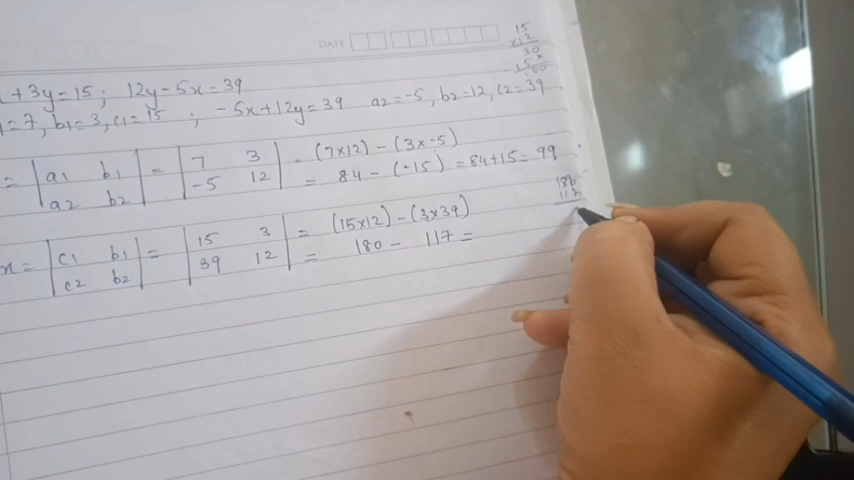 DATE
15
×12
30
15×
180
+3y=15; 12y-5x=39
=7, b1=3, c1=15 ; -5x+12y=39 a2=-5, b2=12, c2=39
= | a1 b1 | = | 7 3 | = (7x12) - (3x-5)
| a2 b2 | | -5 12 | = 84 - (-15) = 84+15 = 99
180
117
x = | c1 b1 | = | 15 3 | = (15x12) - (3x39)
| c2 b2 | | 39 12 | = 180 - 117 =